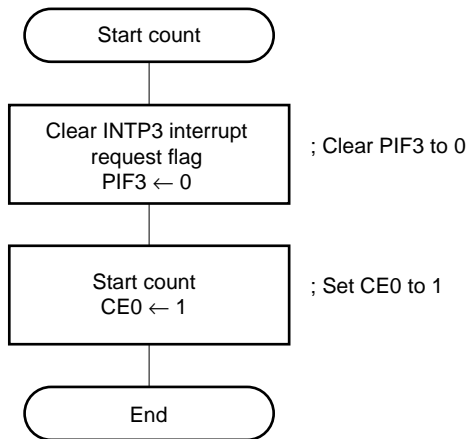 Start count
Clear INTP3 interrupt
request flag
PIF3 ← 0
; Clear PIF3 to 0
Start count
CE0 ← 1
; Set CE0 to 1
End